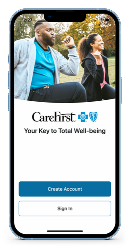 CareFirst
Your Key to Total Well-being
Create Account
Sign In